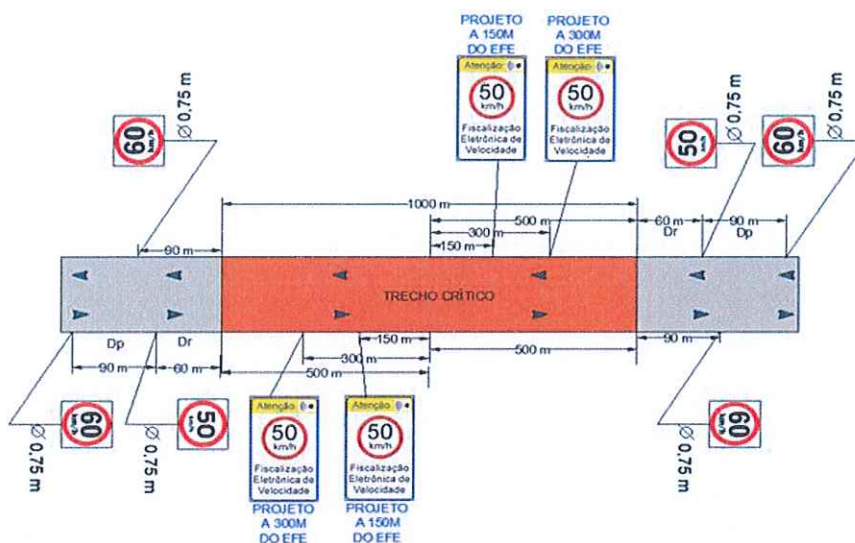 PROJETO
A 150M
DO EFE
PROJETO
A 300M
DO EFE
Atenção
50
km/h
Fiscalização
Eletrônica de
Velocidade
Atenção
50
km/h
Fiscalização
Eletrônica de
Velocidade
60
km/h
Ø 0,75 m
50
km/h
Ø 0,75 m
60
km/h
Ø 0,75 m
1000 m
500 m
60 m
Dr
90 m
Dp
300 m
150 m
90 m
TRECHO CRÍTICO
Dp
Dr
90 m
60 m
150 m
300 m
500 m
500 m
90 m
60
km/h
Ø 0,75 m
50
km/h
Ø 0,75 m
60
km/h
Ø 0,75 m
Atenção
50
km/h
Fiscalização
Eletrônica de
Velocidade
Atenção
50
km/h
Fiscalização
Eletrônica de
Velocidade
PROJETO
A 300M
DO EFE
PROJETO
A 150M
DO EFE